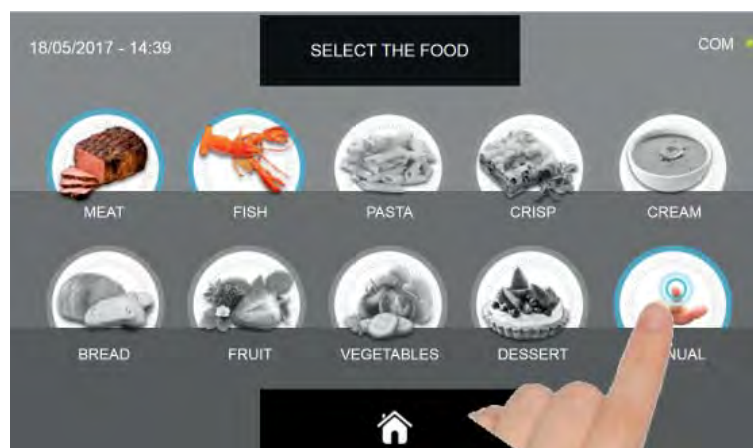 18/05/2017 - 14:39
SELECT THE FOOD
COM
MEAT
FISH
PASTA
CRISP
CREAM
BREAD
FRUIT
VEGETABLES
DESSERT
NUAL